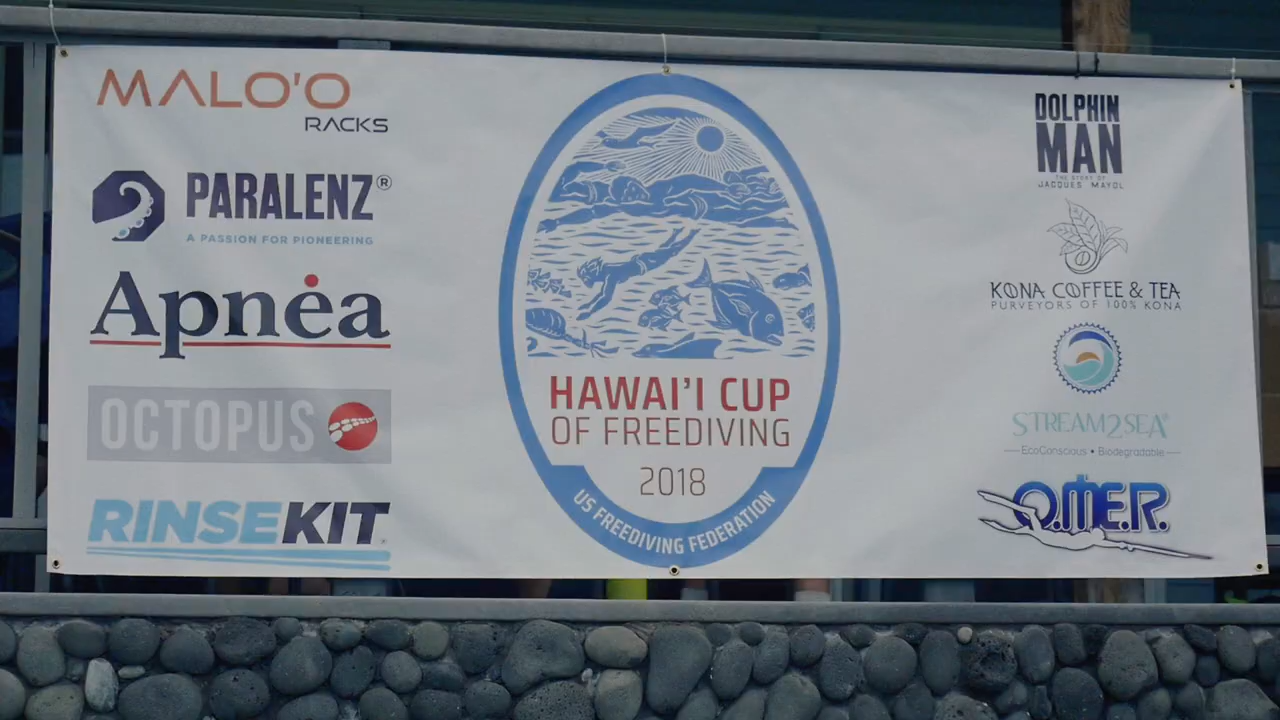 MALO'O
RACKS
PARALENZ®
A PASSION FOR PIONEERING
Apnea
OCTOPUS
RINSEKIT
HAWAI'I CUP
OF FREEDIVING
2018
US FREEDIVING FEDERATION
DOLPHIN
MAN
THE STORY OF
JACQUES MAYOL
KONA COFFEE & TEA
PURVEYORS OF 100% KONA
STREAM2SEA®
EcoConscious • Biodegradable
O.M.E.R.